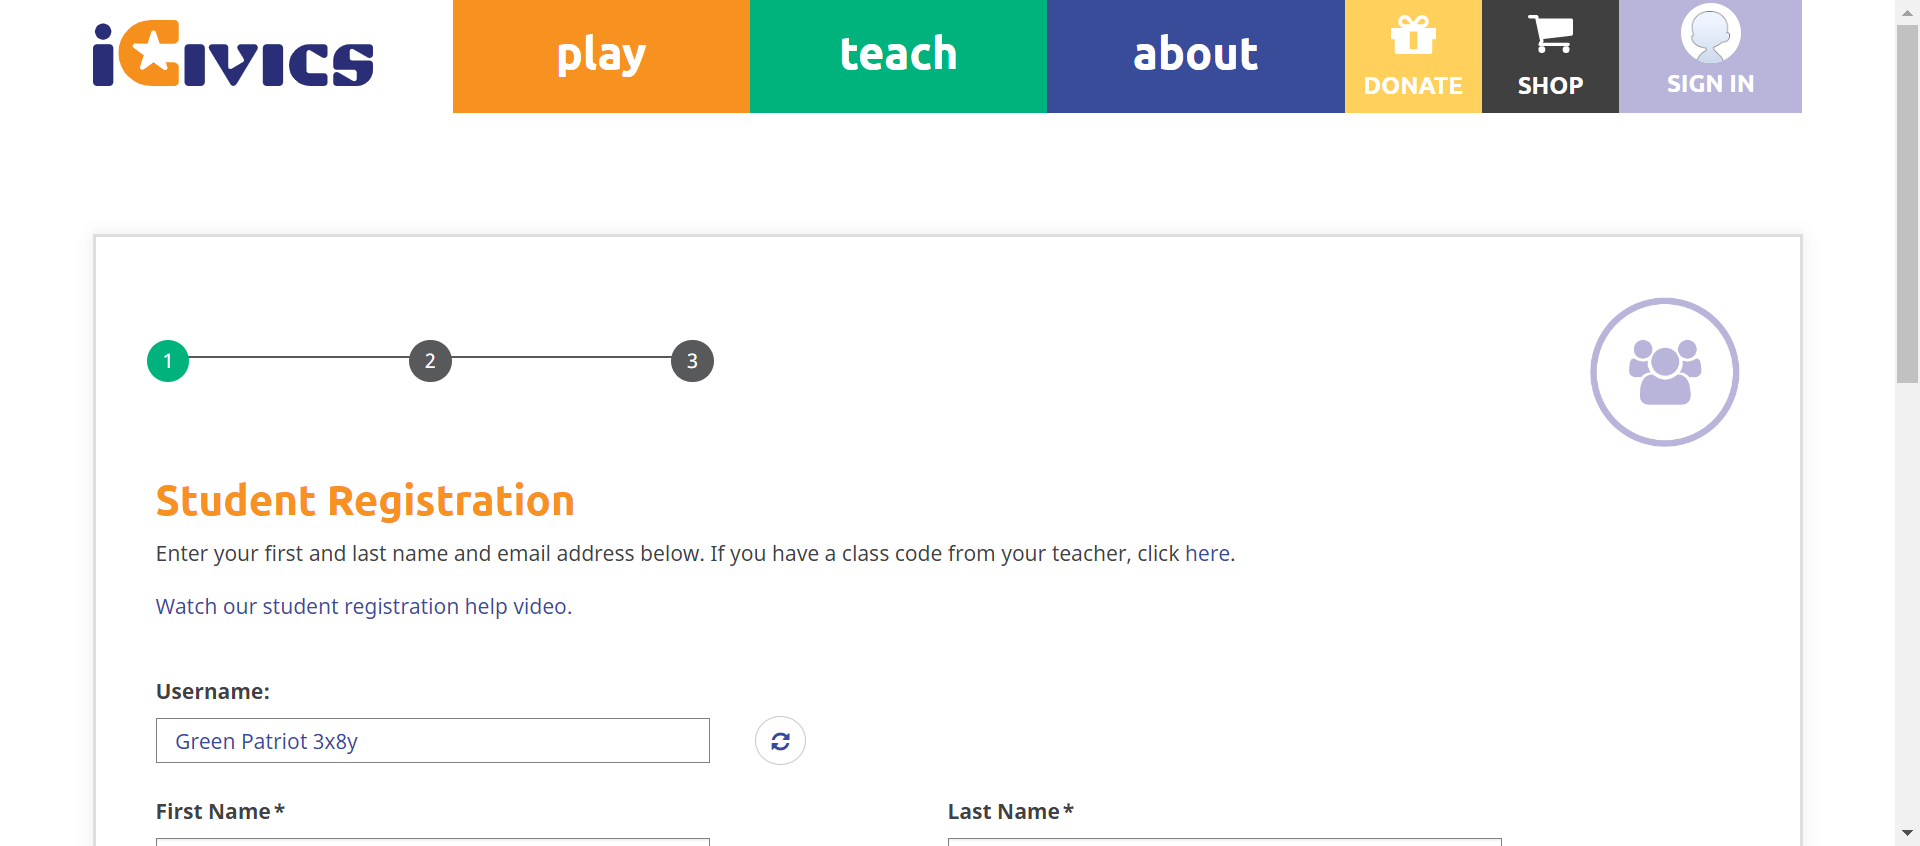 iCivics
play
teach
about
DONATE
SHOP
SIGN IN
1
2
3
Student Registration
Enter your first and last name and email address below. If you have a class code from your teacher, click here.
Watch our student registration help video.
Username:
Green Patriot 3x8y
First Name*
Last Name*